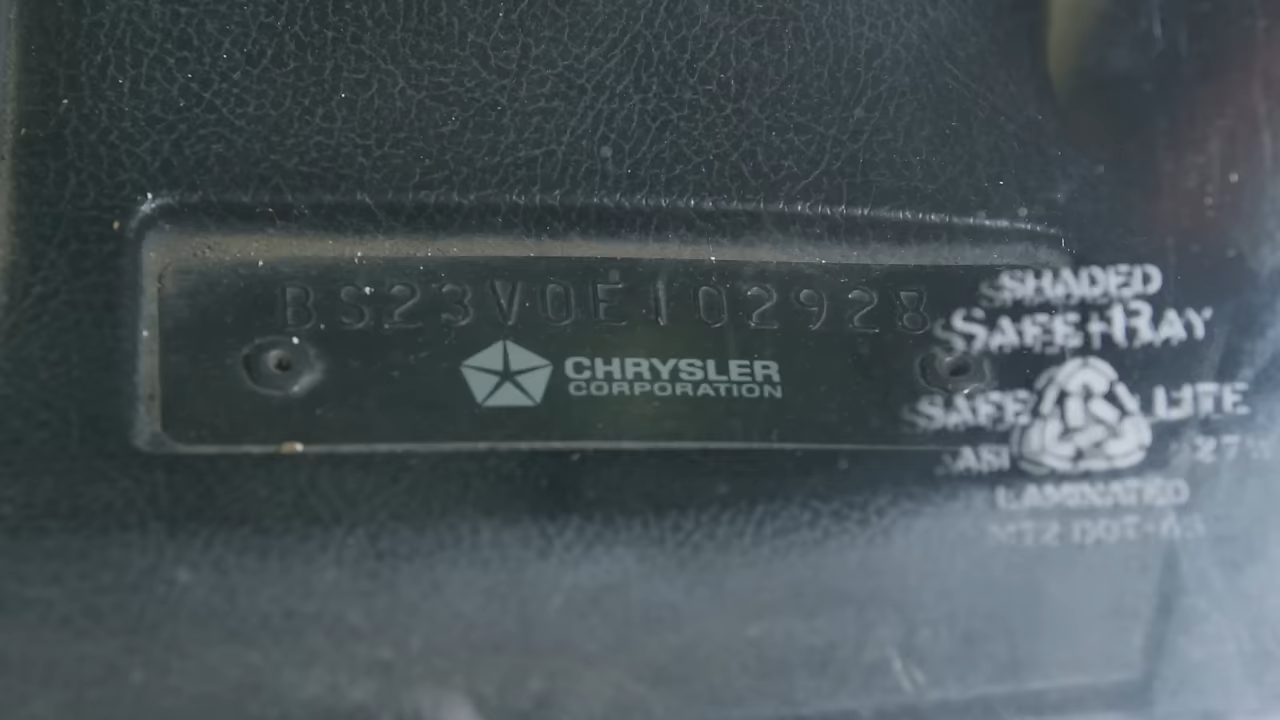 BS23V0E102928
CHRYSLER
CORPORATION
SHADED
SAFE+RAY
SAFE LITE
LAMINATED